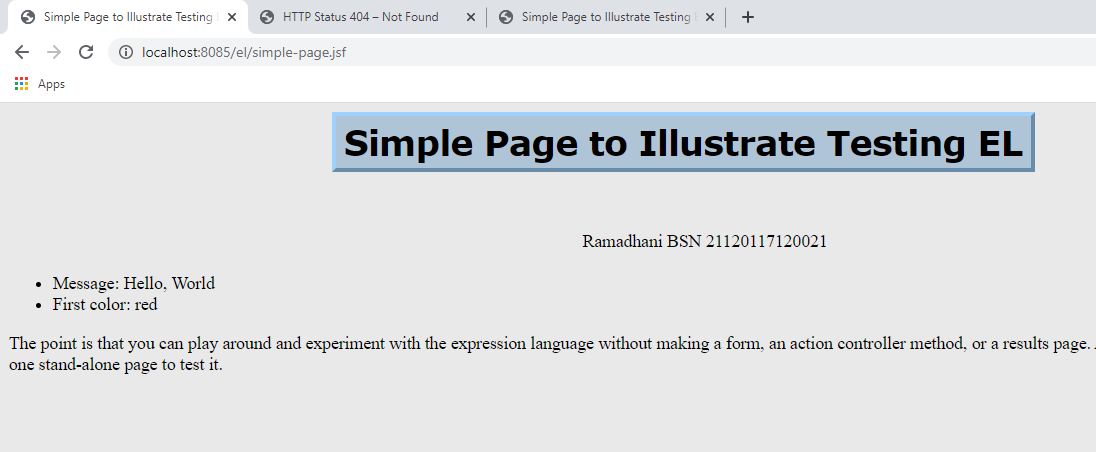 Simple Page to Illustrate Testing
HTTP Status 404 – Not Found
Simple Page to Illustrate Testing
localhost:8085/el/simple-page.jsf
Apps
Simple Page to Illustrate Testing EL
Ramadhani BSN 21120117120021
• Message: Hello, World
• First color: red
The point is that you can play around and experiment with the expression language without making a form, an action controller method, or a results page.
one stand-alone page to test it.